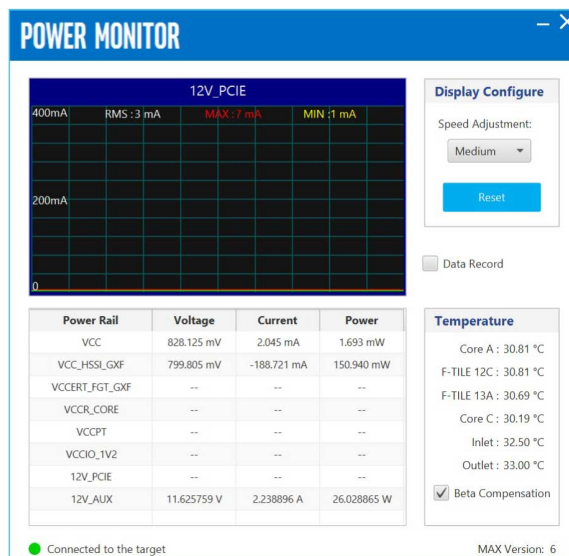 POWER MONITOR
12V_PCIE
400mA RMS :3 mA MAX :7 mA MIN :1 mA
200mA
0
Display Configure
Speed Adjustment:
Medium
Reset
Data Record
Power Rail Voltage Current Power
VCC 828.125 mV 2.045 mA 1.693 mW
VCC_HSSI_GXF 799.805 mV -188.721 mA 150.940 mW
VCCERT_FGT_GXF -- -- --
VCCR_CORE -- -- --
VCCPT -- -- --
VCCIO_1V2 -- -- --
12V_PCIE -- -- --
12V_AUX 11.625759 V 2.238896 A 26.028865 W
Temperature
Core A : 30.81 °C
F-TILE 12C : 30.81 °C
F-TILE 13A : 30.69 °C
Core C : 30.19 °C
Inlet : 32.50 °C
Outlet : 33.00 °C
Beta Compensation
Connected to the target
MAX Version: 6